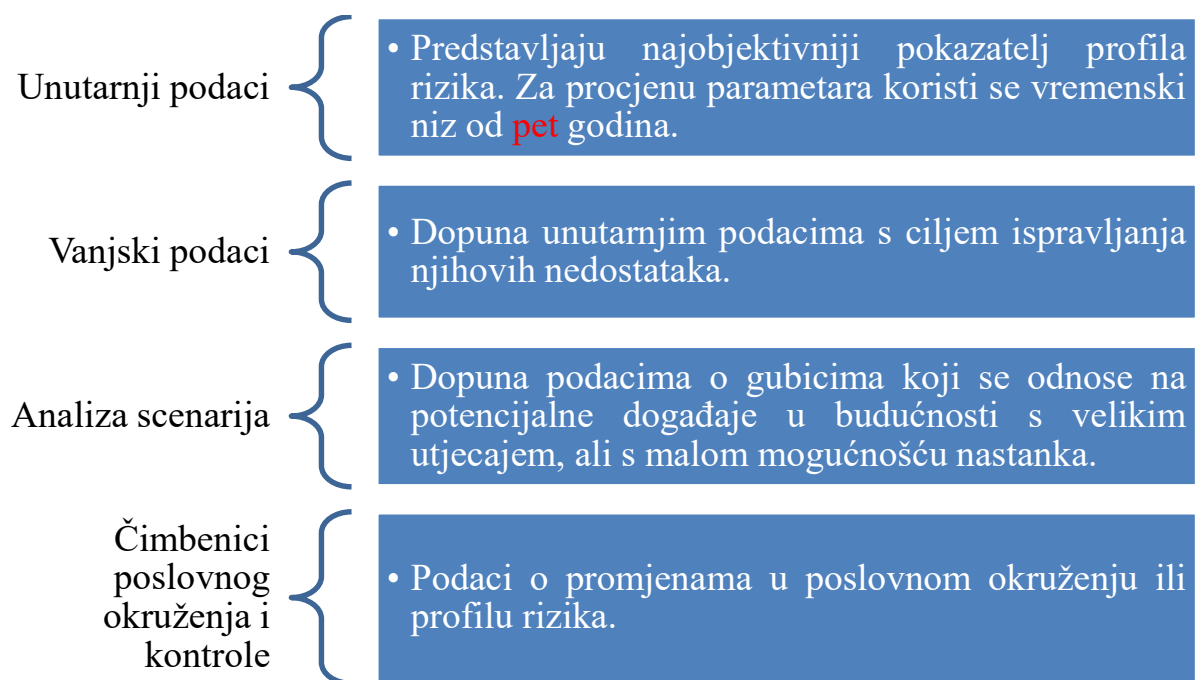 Unutarnji podaci
• Predstavljaju najobjektivniji pokazatelj profila
rizika. Za procjenu parametara koristi se vremenski
niz od pet godina.
Vanjski podaci
• Dopuna unutarnjim podacima s ciljem ispravljanja
njihovih nedostataka.
Analiza scenarija
• Dopuna podacima o gubicima koji se odnose na
potencijalne događaje u budućnosti s velikim
utjecajem, ali s malom mogućnošću nastanka.
Čimbenici
poslovnog
okruženja i
kontrole
• Podaci o promjenama u poslovnom okruženju ili
profilu rizika.